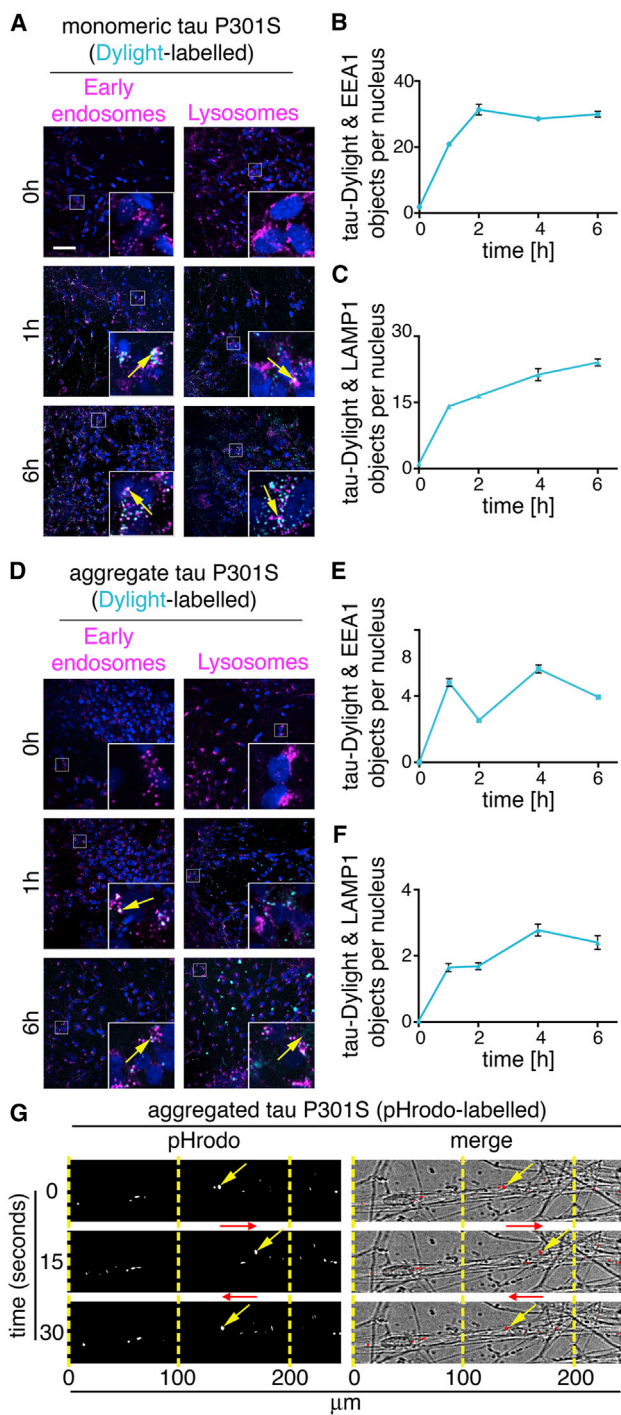 A
monomeric tau P301S
(Dylight-labelled)
Early
endosomes
Lysosomes
0h
1h
6h
B
tau-Dylight & EEA1
objects per nucleus
40
20
0
0 2 4 6
time [h]
C
tau-Dylight & LAMP1
objects per nucleus
30
15
0
0 2 4 6
time [h]
D
aggregate tau P301S
(Dylight-labelled)
Early
endosomes
Lysosomes
0h
1h
6h
E
tau-Dylight & EEA1
objects per nucleus
8
4
0
0 2 4 6
time [h]
F
tau-Dylight & LAMP1
objects per nucleus
4
2
0
0 2 4 6
time [h]
G
aggregated tau P301S (pHrodo-labelled)
pHrodo
merge
time (seconds)
0
15
30
0 100 200 0 100 200
μm